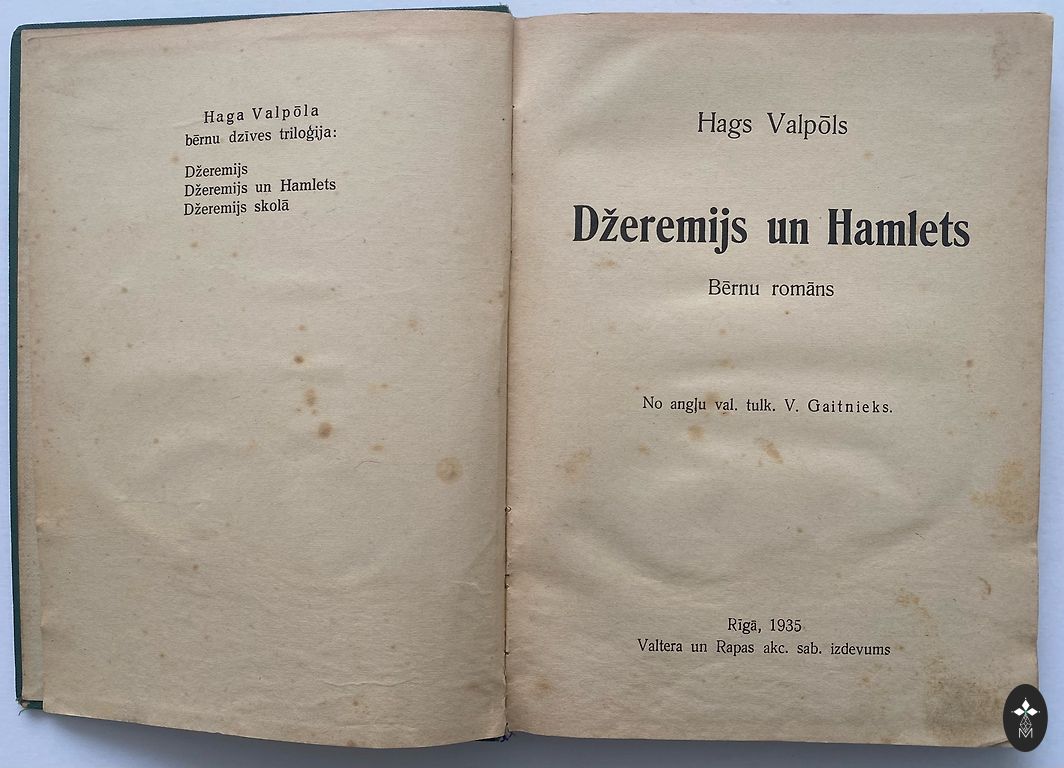 Haga Valpōla
bērnu dzīves triloģija:
Džeremijs
Džeremijs un Hamlets
Džeremijs skolā
Hags Valpōls
Džeremijs un Hamlets
Bērnu romāns
No angļu val. tulk. V. Gaitnieks.
Rīgā, 1935
Valtera un Rapas akc. sab. izdevums
M